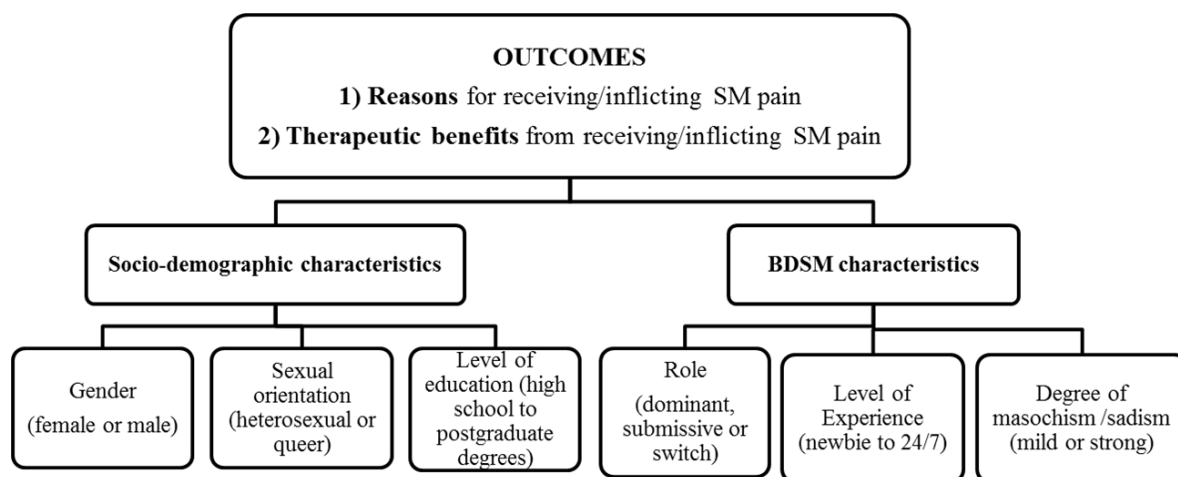 OUTCOMES
1) Reasons for receiving/inflicting SM pain
2) Therapeutic benefits from receiving/inflicting SM pain
Socio-demographic characteristics
BDSM characteristics
Gender
(female or male)
Sexual
orientation
(heterosexual or
queer)
Level of
education (high
school to
postgraduate
degrees)
Role
(dominant,
submissive or
switch)
Level of
Experience
(newbie to 24/7)
Degree of
masochism /sadism
(mild or strong)